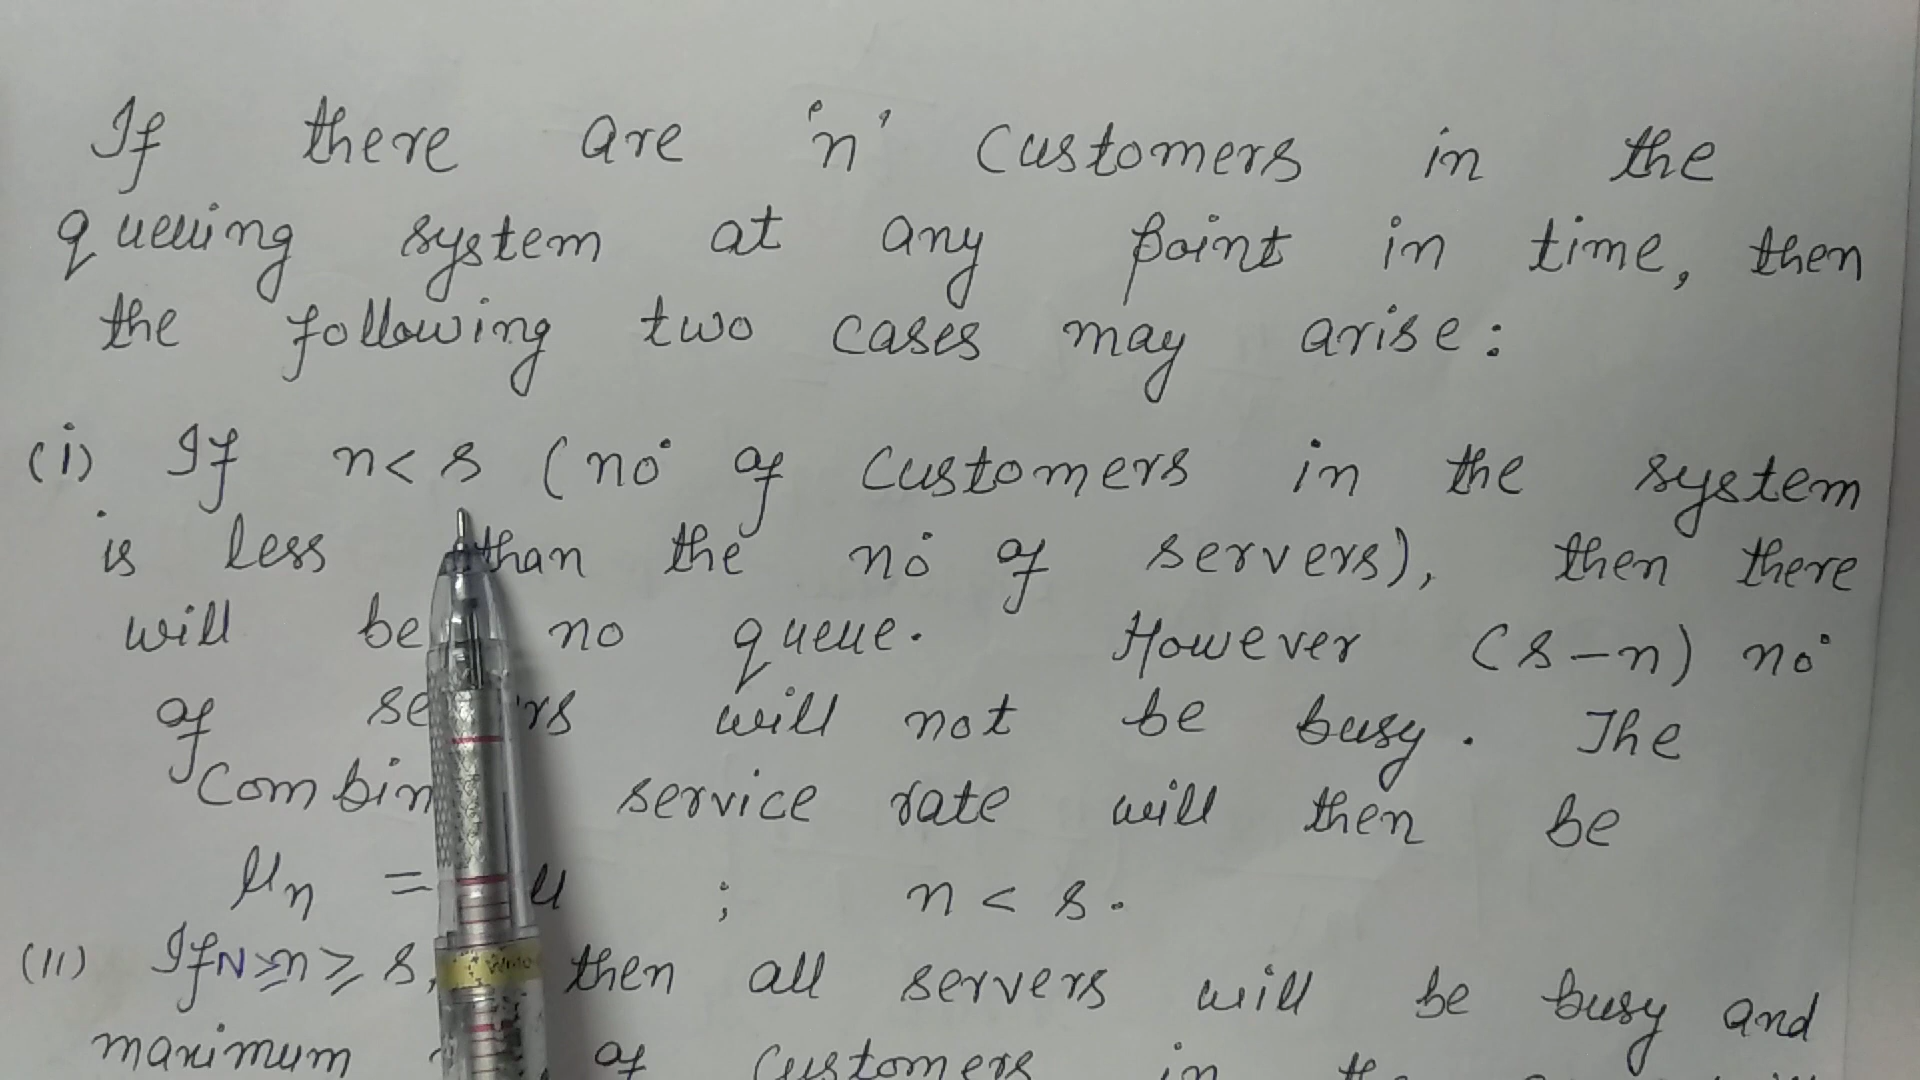 If there are 'n' customers in the
queuing system at any point in time, then
the following two cases may arise:
(i) If n < s (no of customers in the system
is less than the no of servers), then there
will be no queue. However (s-n) no
of will not be busy. The
service rate will then be
μn = μ ; n < s.
(II) If N ≥ n ≥ s, then all servers will be busy and
maximum of customers in the